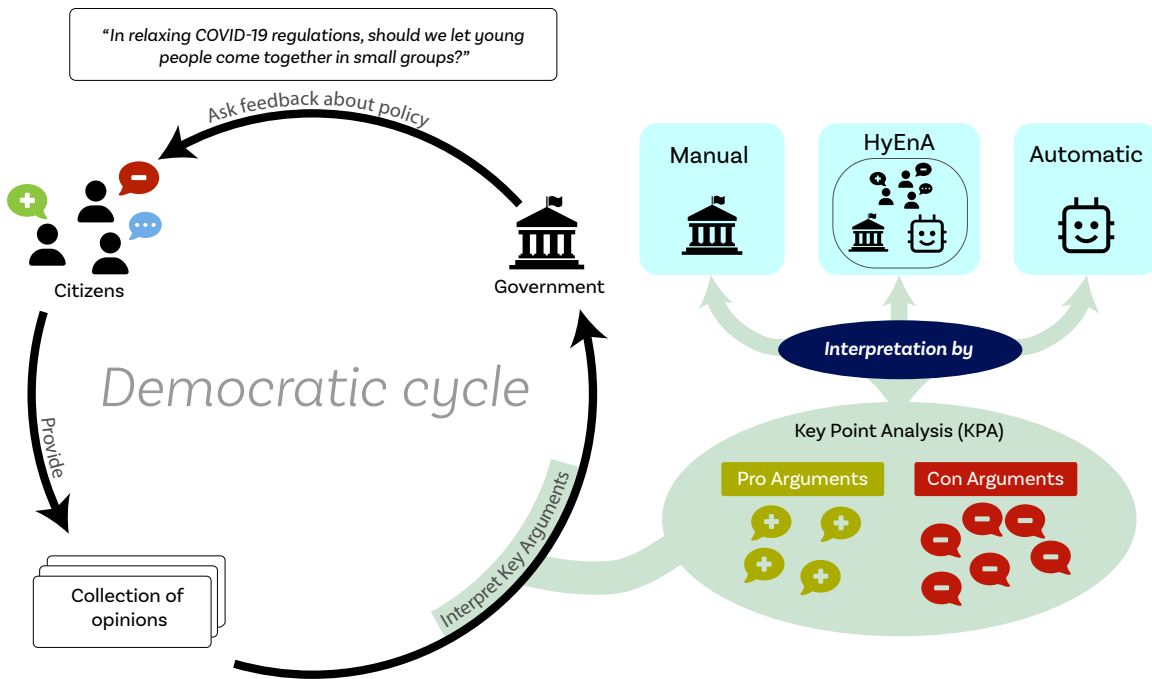 “In relaxing COVID-19 regulations, should we let young
people come together in small groups?”
Ask feedback about policy
Citizens
Government
Democratic cycle
Provide
Collection of
opinions
Interpret Key Arguments
Manual
HyEnA
Automatic
Interpretation by
Key Point Analysis (KPA)
Pro Arguments
Con Arguments